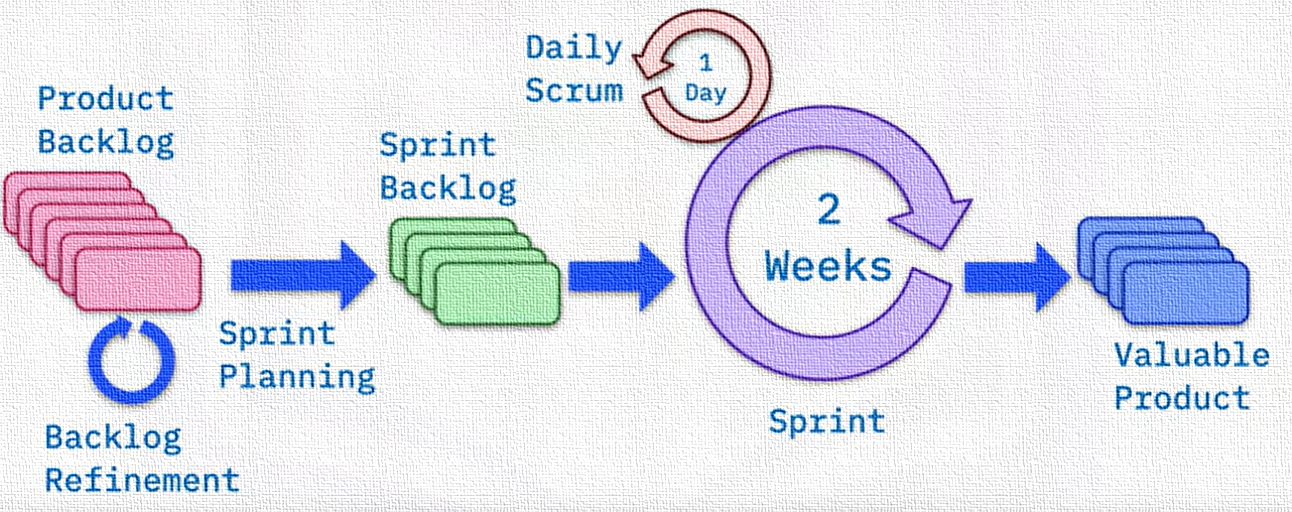 Product
Backlog
Backlog
Refinement
Sprint
Planning
Sprint
Backlog
Daily
Scrum
1
Day
2
Weeks
Sprint
Valuable
Product